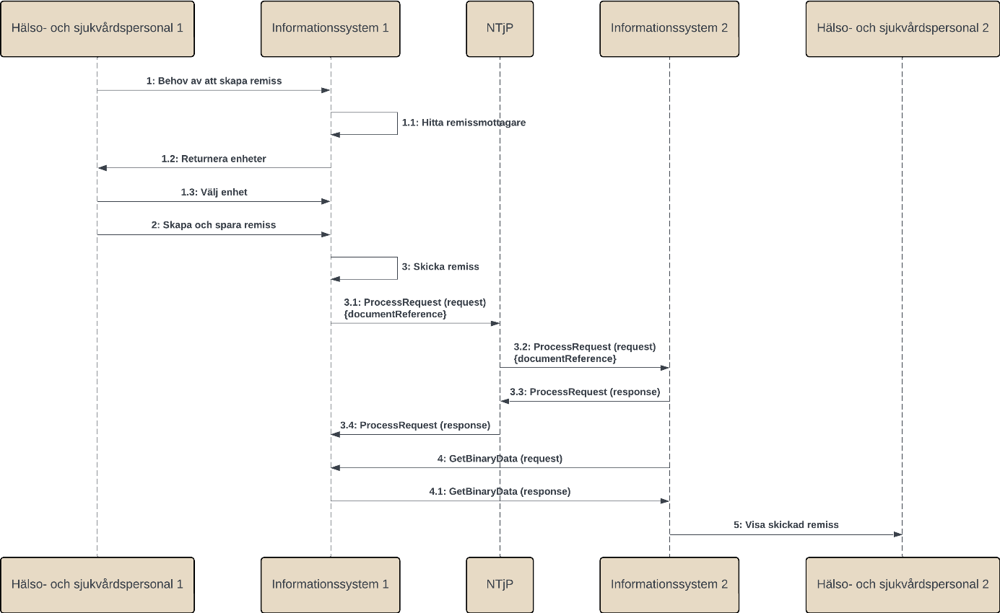 Hälso- och sjukvårdspersonal 1
Informationssystem 1
NTjP
Informationssystem 2
Hälso- och sjukvårdspersonal 2
1: Behov av att skapa remiss
1.1: Hitta remissmottagare
1.2: Returnera enheter
1.3: Välj enhet
2: Skapa och spara remiss
3: Skicka remiss
3.1: ProcessRequest (request)
{documentReference}
3.2: ProcessRequest (request)
{documentReference}
3.3: ProcessRequest (response)
3.4: ProcessRequest (response)
4: GetBinaryData (request)
4.1: GetBinaryData (response)
5: Visa skickad remiss
Hälso- och sjukvårdspersonal 1
Informationssystem 1
NTjP
Informationssystem 2
Hälso- och sjukvårdspersonal 2